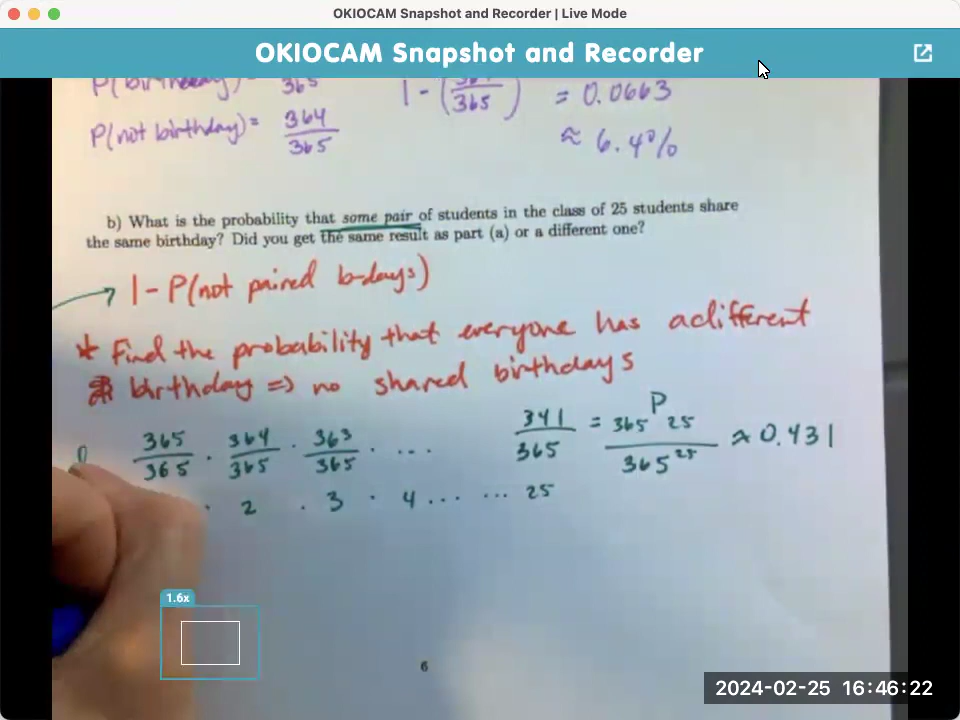 OKIOCAM Snapshot and Recorder | Live Mode
OKIOCAM Snapshot and Recorder
P(birthday) = 365
1 - (364/365) = 0.0663
P(not birthday) = 364/365
≈ 6.4%
b) What is the probability that some pair of students in the class of 25 students share
the same birthday? Did you get the same result as part (a) or a different one?
→ 1 - P(not paired b-days)
* Find the probability that everyone has a different
birthday => no shared birthdays
365/365 · 364/365 · 363/365 · ... 341/365 = 365P25/365^25 ≈ 0.431
· 2 · 3 · 4 ... ... 25
1.6x
6
2024-02-25 16:46:22